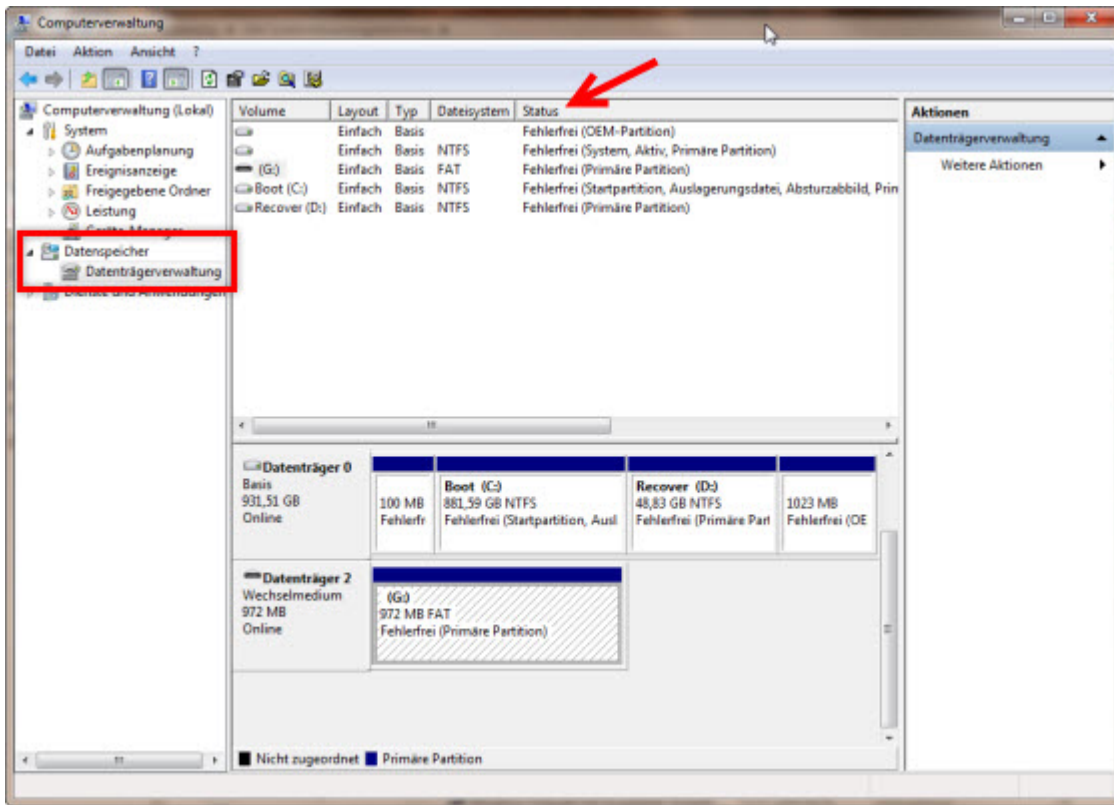 Computerverwaltung
Datei Aktion Ansicht ?
Computerverwaltung (Lokal)
System
Aufgabenplanung
Ereignisanzeige
Freigegebene Ordner
Leistung
Geräte-Manager
Datenspeicher
Datenträgerverwaltung
Dienste und Anwendungen
Volume Layout Typ Dateisystem Status
Einfach Basis Fehlerfrei (OEM-Partition)
Einfach Basis NTFS Fehlerfrei (System, Aktiv, Primäre Partition)
(G:) Einfach Basis FAT Fehlerfrei (Primäre Partition)
Boot (C:) Einfach Basis NTFS Fehlerfrei (Startpartition, Auslagerungsdatei, Absturzabbild, Prin
Recover (D:) Einfach Basis NTFS Fehlerfrei (Primäre Partition)
Datenträger 0
Basis
931,51 GB
Online
100 MB
Fehlerfr
Boot (C:)
881,59 GB NTFS
Fehlerfrei (Startpartition, Ausl
Recover (D:)
48,83 GB NTFS
Fehlerfrei (Primäre Part
1023 MB
Fehlerfrei (OE
Datenträger 2
Wechselmedium
972 MB
Online
(G:)
972 MB FAT
Fehlerfrei (Primäre Partition)
Nicht zugeordnet Primäre Partition
Aktionen
Datenträgerverwaltung
Weitere Aktionen